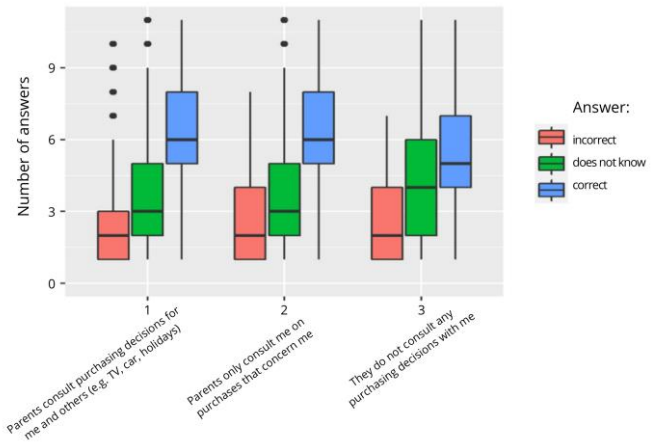 Number of answers
9
6
3
0
1
2
3
Parents consult purchasing decisions for
me and others (e.g. TV, car, holidays)
Parents only consult me on
purchases that concern me
They do not consult any
purchasing decisions with me
Answer:
incorrect
does not know
correct